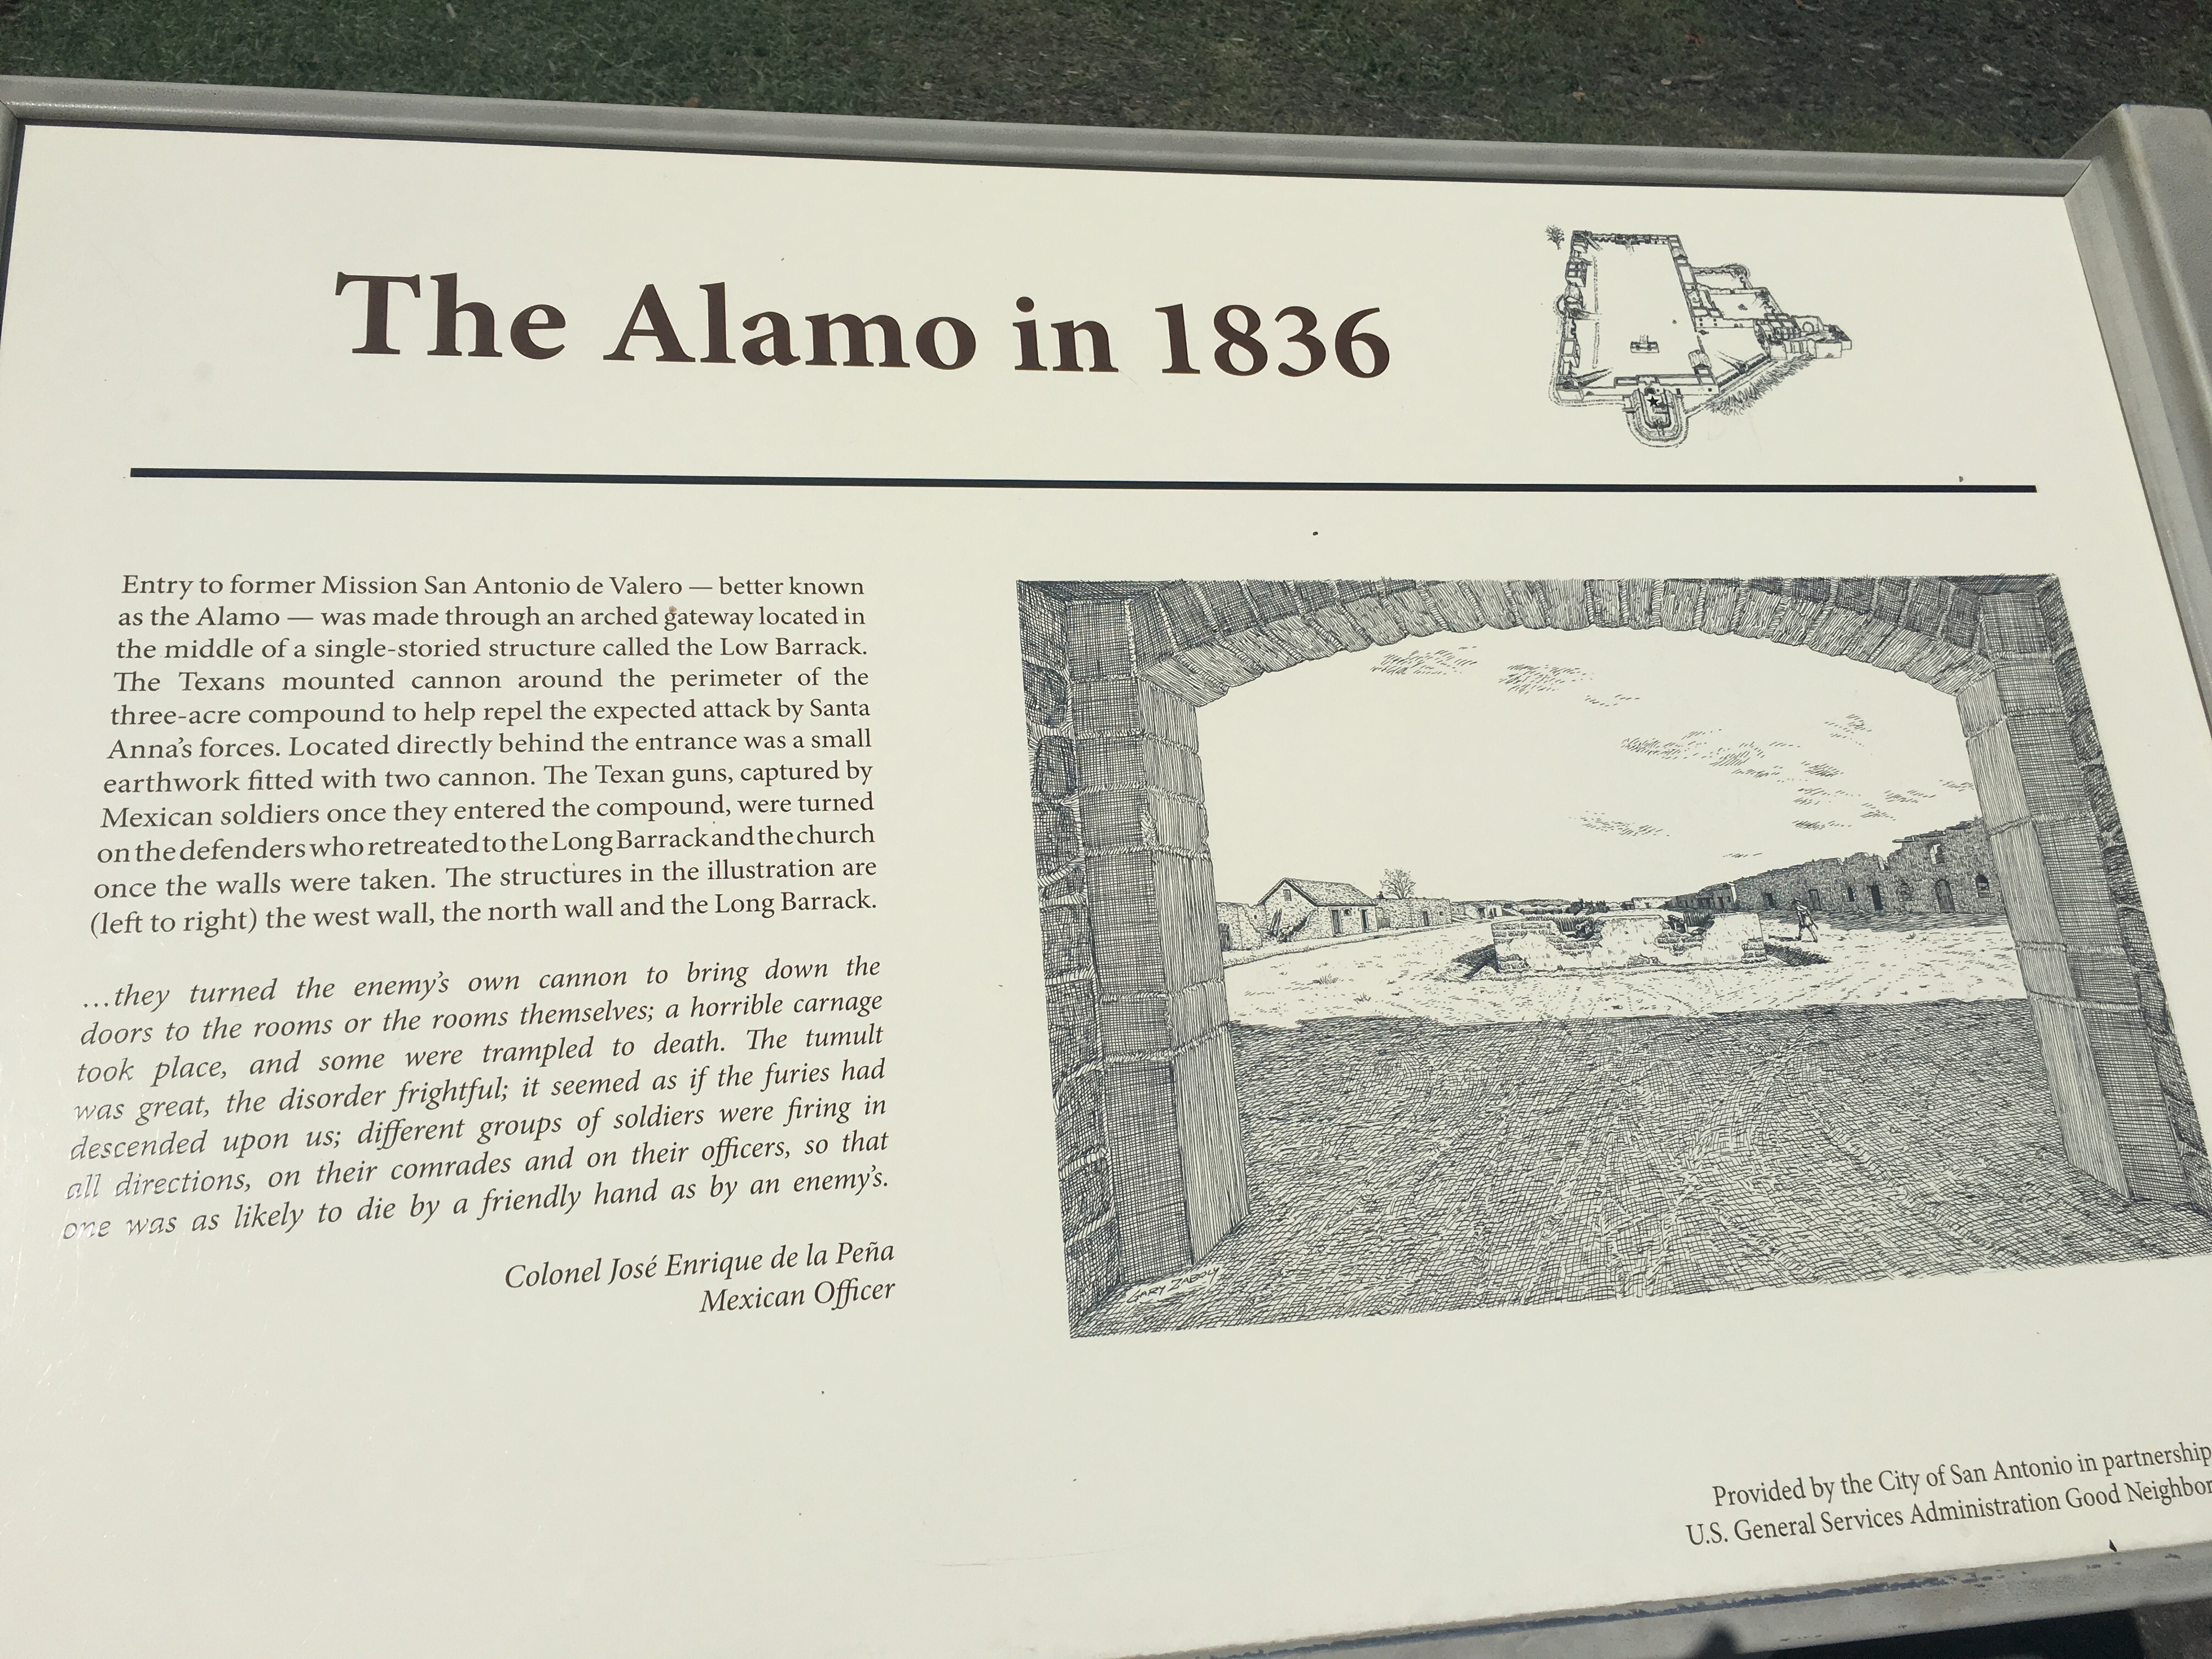 The Alamo in 1836
Entry to former Mission San Antonio de Valero — better known
as the Alamo — was made through an arched gateway located in
the middle of a single-storied structure called the Low Barrack.
The Texans mounted cannon around the perimeter of the
three-acre compound to help repel the expected attack by Santa
Anna's forces. Located directly behind the entrance was a small
earthwork fitted with two cannon. The Texan guns, captured by
Mexican soldiers once they entered the compound, were turned
on the defenders who retreated to the Long Barrack and the church
once the walls were taken. The structures in the illustration are
(left to right) the west wall, the north wall and the Long Barrack.
…they turned the enemy's own cannon to bring down the
doors to the rooms or the rooms themselves; a horrible carnage
took place, and some were trampled to death. The tumult
was great, the disorder frightful; it seemed as if the furies had
descended upon us; different groups of soldiers were firing in
all directions, on their comrades and on their officers, so that
one was as likely to die by a friendly hand as by an enemy's.
Colonel José Enrique de la Peña
Mexican Officer
GARY ZABOLY
Provided by the City of San Antonio in partnership
U.S. General Services Administration Good Neighbor